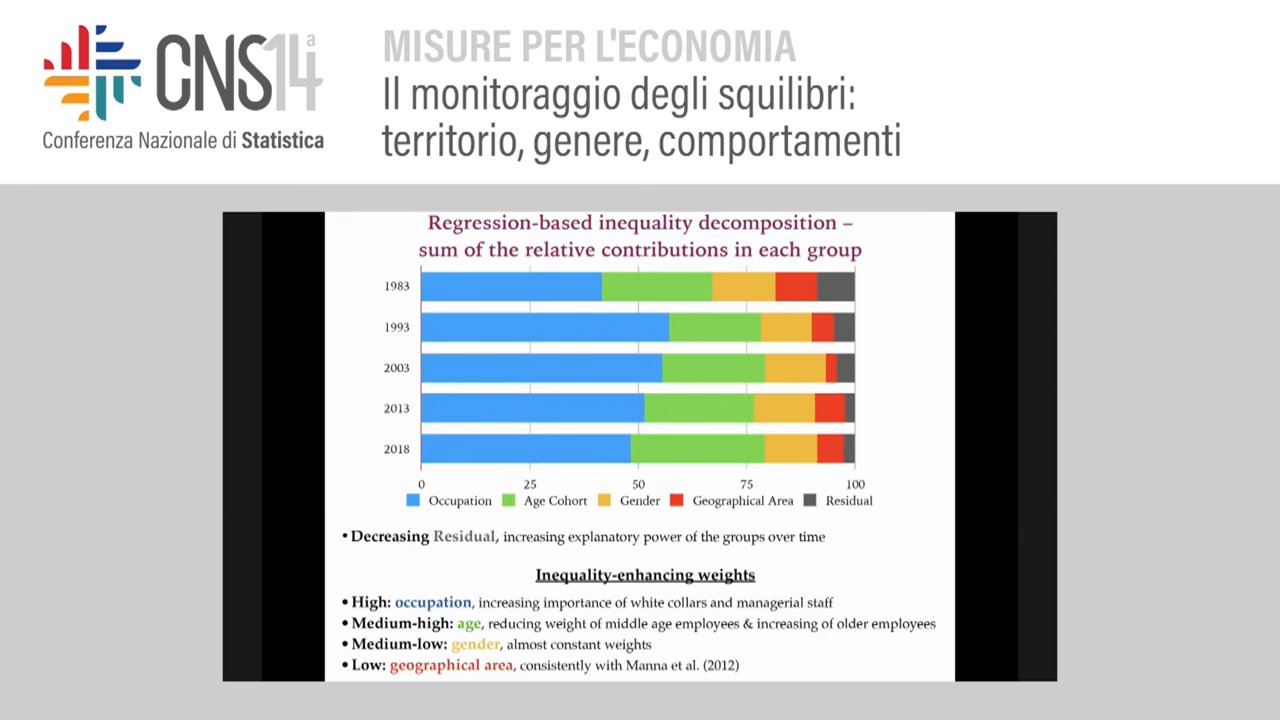 CNS14a
Conferenza Nazionale di Statistica
MISURE PER L'ECONOMIA
Il monitoraggio degli squilibri:
territorio, genere, comportamenti
Regression-based inequality decomposition –
sum of the relative contributions in each group
1983
1993
2003
2013
2018
0 25 50 75 100
Occupation Age Cohort Gender Geographical Area Residual
• Decreasing Residual, increasing explanatory power of the groups over time
Inequality-enhancing weights
• High: occupation, increasing importance of white collars and managerial staff
• Medium-high: age, reducing weight of middle age employees & increasing of older employees
• Medium-low: gender, almost constant weights
• Low: geographical area, consistently with Manna et al. (2012)